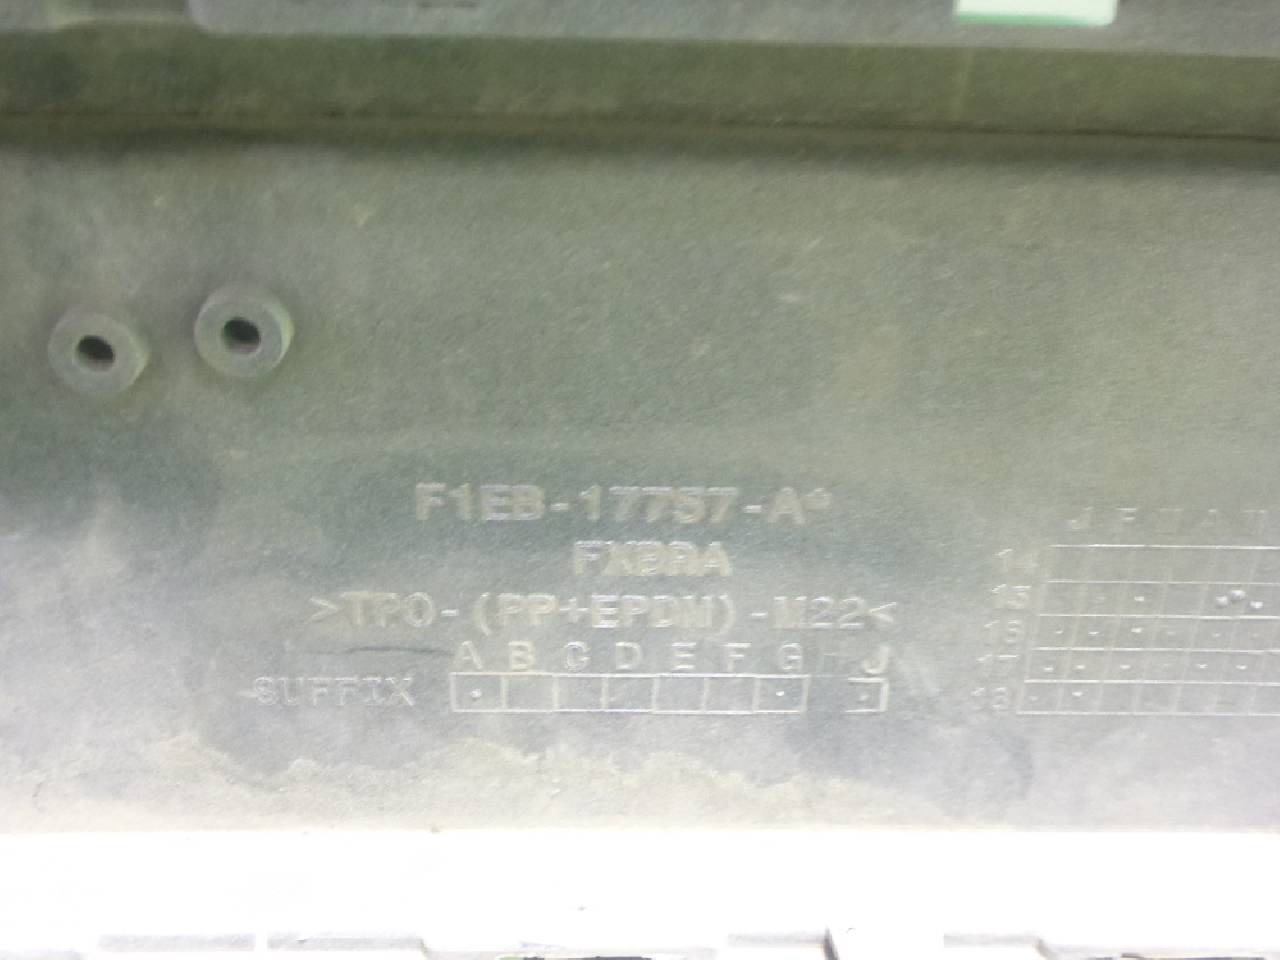 F1EB-17757-A*
FXBRA
>TPO-(PP+EPDM)-M22<
A B C D E F G H J
SUFFIX
J F M A M
14
15
16
17
18